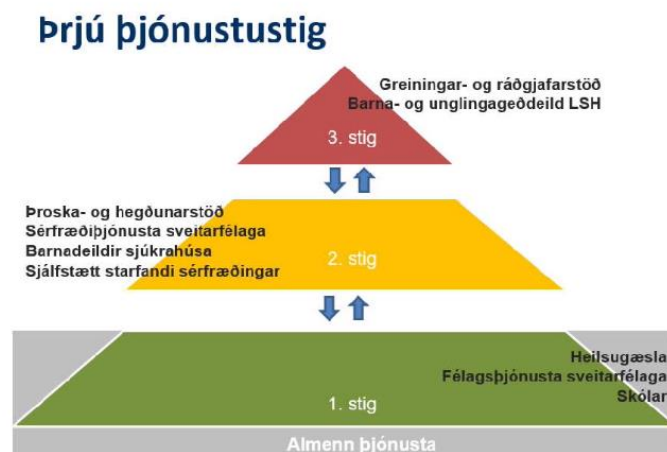 Þrjú þjónustustig
Greiningar- og ráðgjafarstöð
Barna- og unglingageðdeild LSH
3. stig
Þroska- og hegðunarstöð
Sérfræðiþjónusta sveitarfélaga
Barnadeildir sjúkrahúsa
Sjálfstætt starfandi sérfræðingar
2. stig
Heilsugæsla
Félagsþjónusta sveitarfélaga
Skólar
1. stig
Almenn þjónusta